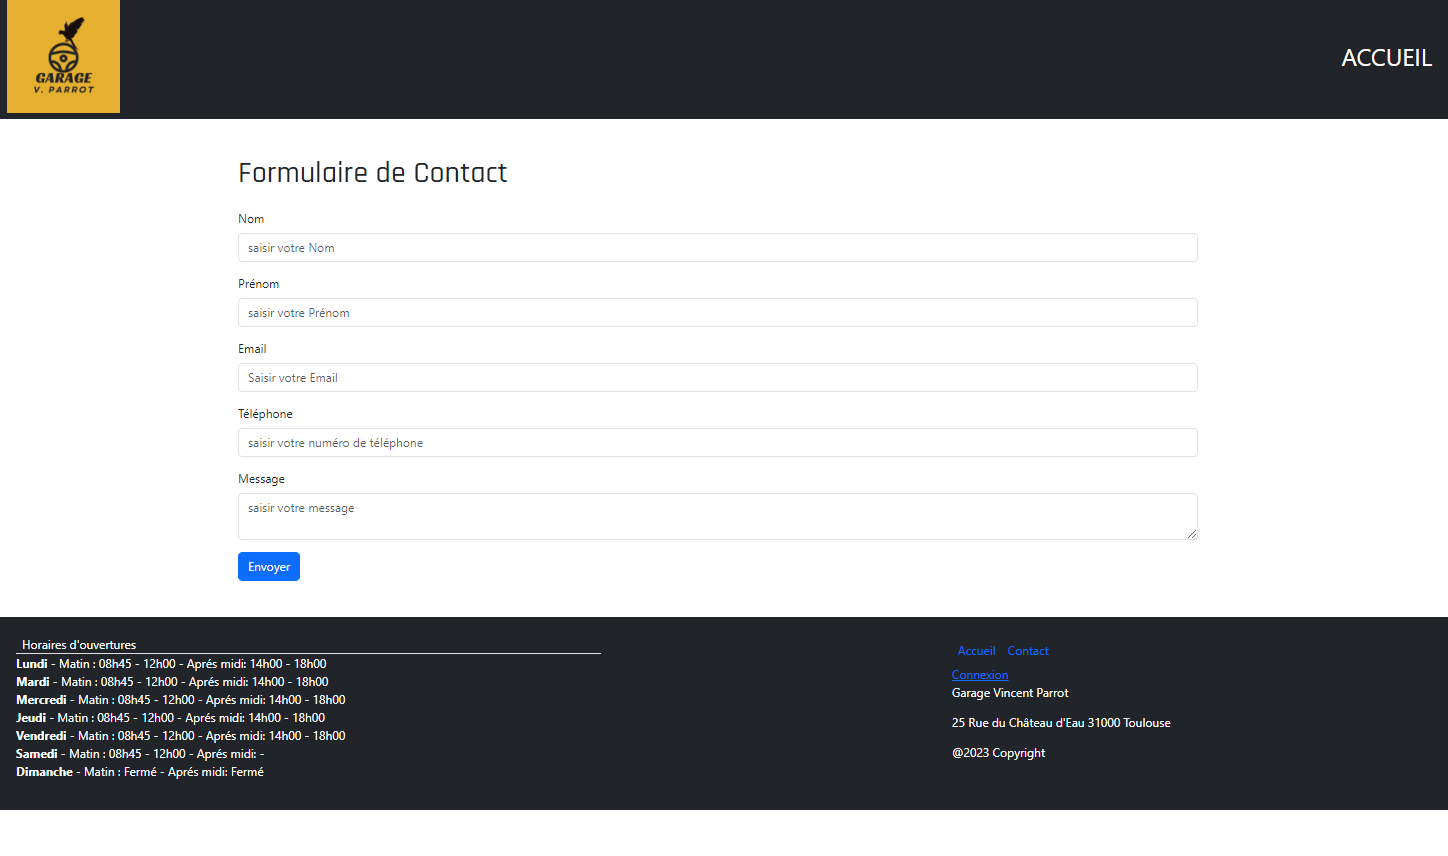 GARAGE
V. PARROT
ACCUEIL
Formulaire de Contact
Nom
saisir votre Nom
Prénom
saisir votre Prénom
Email
Saisir votre Email
Téléphone
saisir votre numéro de téléphone
Message
saisir votre message
Envoyer
Horaires d'ouvertures
Lundi - Matin : 08h45 - 12h00 - Aprés midi: 14h00 - 18h00
Mardi - Matin : 08h45 - 12h00 - Aprés midi: 14h00 - 18h00
Mercredi - Matin : 08h45 - 12h00 - Aprés midi: 14h00 - 18h00
Jeudi - Matin : 08h45 - 12h00 - Aprés midi: 14h00 - 18h00
Vendredi - Matin : 08h45 - 12h00 - Aprés midi: 14h00 - 18h00
Samedi - Matin : 08h45 - 12h00 - Aprés midi: -
Dimanche - Matin : Fermé - Aprés midi: Fermé
Accueil Contact
Connexion
Garage Vincent Parrot
25 Rue du Château d'Eau 31000 Toulouse
@2023 Copyright